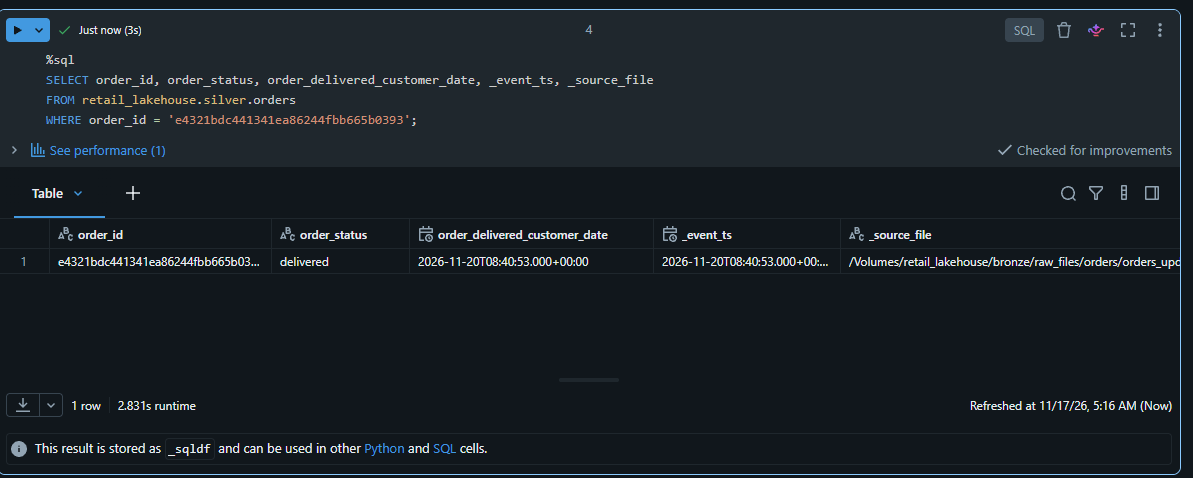 Just now (3s)
4
SQL
%sql
SELECT order_id, order_status, order_delivered_customer_date, _event_ts, _source_file
FROM retail_lakehouse.silver.orders
WHERE order_id = 'e4321bdc441341ea86244fbb665b0393';
See performance (1)
Checked for improvements
Table
order_id order_status order_delivered_customer_date _event_ts _source_file
1 e4321bdc441341ea86244fbb665b03... delivered 2026-11-20T08:40:53.000+00:00 2026-11-20T08:40:53.000+00:... /Volumes/retail_lakehouse/bronze/raw_files/orders/orders_upd
1 row 2.831s runtime
Refreshed at 11/17/26, 5:16 AM (Now)
This result is stored as _sqldf and can be used in other Python and SQL cells.